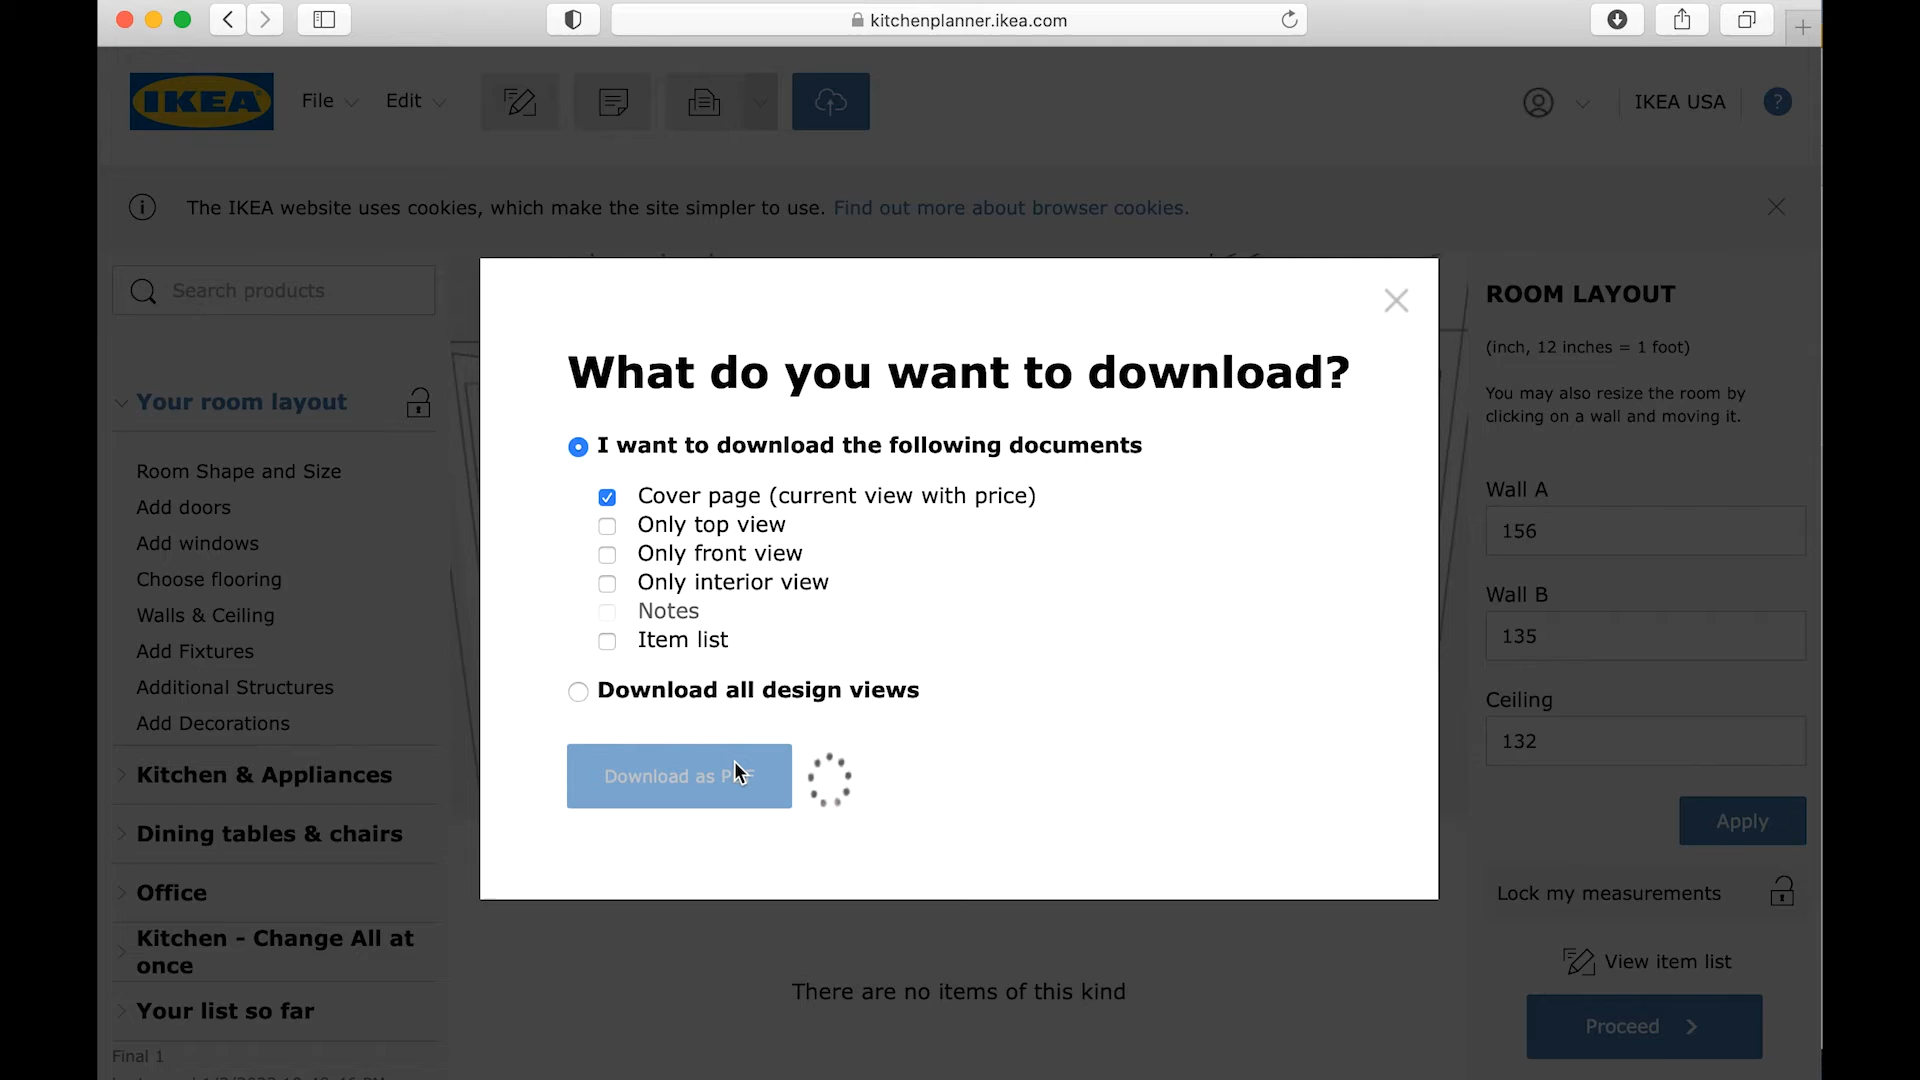 kitchenplanner.ikea.com
IKEA
File
Edit
IKEA USA
?
The IKEA website uses cookies, which make the site simpler to use. Find out more about browser cookies.
Search products
Your room layout
Room Shape and Size
Add doors
Add windows
Choose flooring
Walls & Ceiling
Add Fixtures
Additional Structures
Add Decorations
Kitchen & Appliances
Dining tables & chairs
Office
Kitchen - Change All at
once
Your list so far
Final 1
What do you want to download?
I want to download the following documents
Cover page (current view with price)
Only top view
Only front view
Only interior view
Notes
Item list
Download all design views
Download as PDF
There are no items of this kind
ROOM LAYOUT
(inch, 12 inches = 1 foot)
You may also resize the room by
clicking on a wall and moving it.
Wall A
156
Wall B
135
Ceiling
132
Apply
Lock my measurements
View item list
Proceed